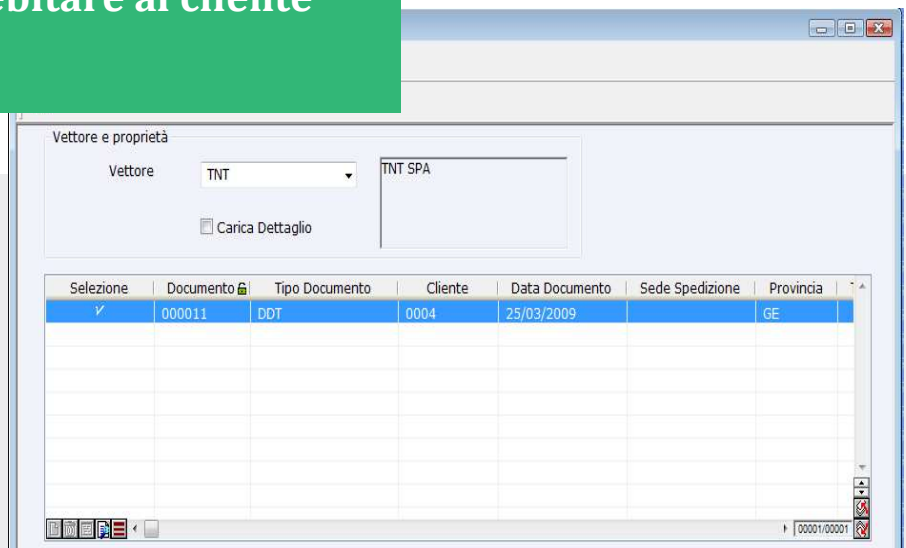 al cliente
Vettore e proprietà
Vettore TNT TNT SPA
Carica Dettaglio
Selezione Documento Tipo Documento Cliente Data Documento Sede Spedizione Provincia
V 000011 DDT 0004 25/03/2009 GE
00001/00001